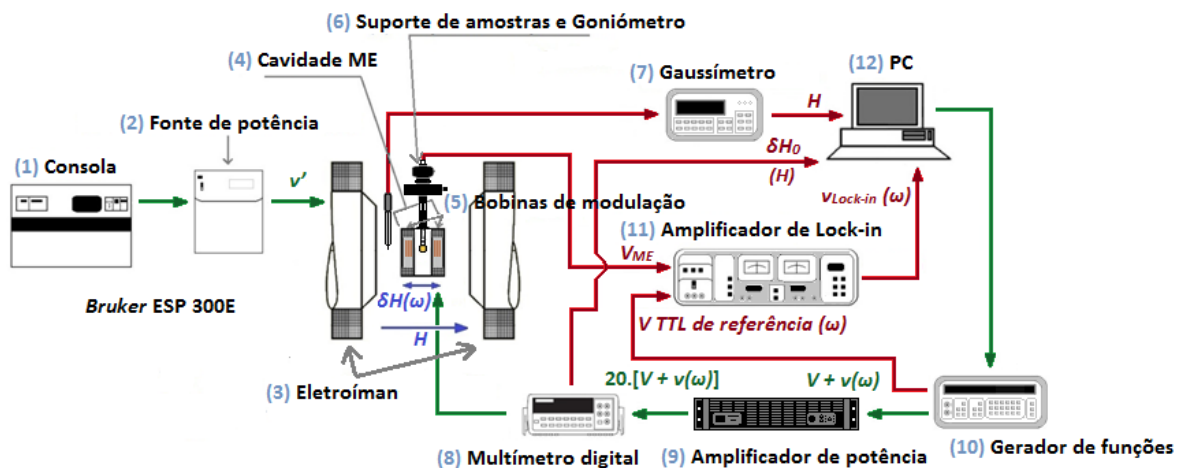 (6) Suporte de amostras e Goniómetro
(4) Cavidade ME
(12) PC
(7) Gaussímetro
H
(2) Fonte de potência
δH₀
(H)
(1) Consola
v'
v_Lock-in (ω)
(5) Bobinas de modulação
(11) Amplificador de Lock-in
V_ME
Bruker ESP 300E
δH(ω)
V TTL de referência (ω)
H
(3) Eletroíman
20.[V + v(ω)]
V + v(ω)
(10) Gerador de funções
(8) Multímetro digital
(9) Amplificador de potência